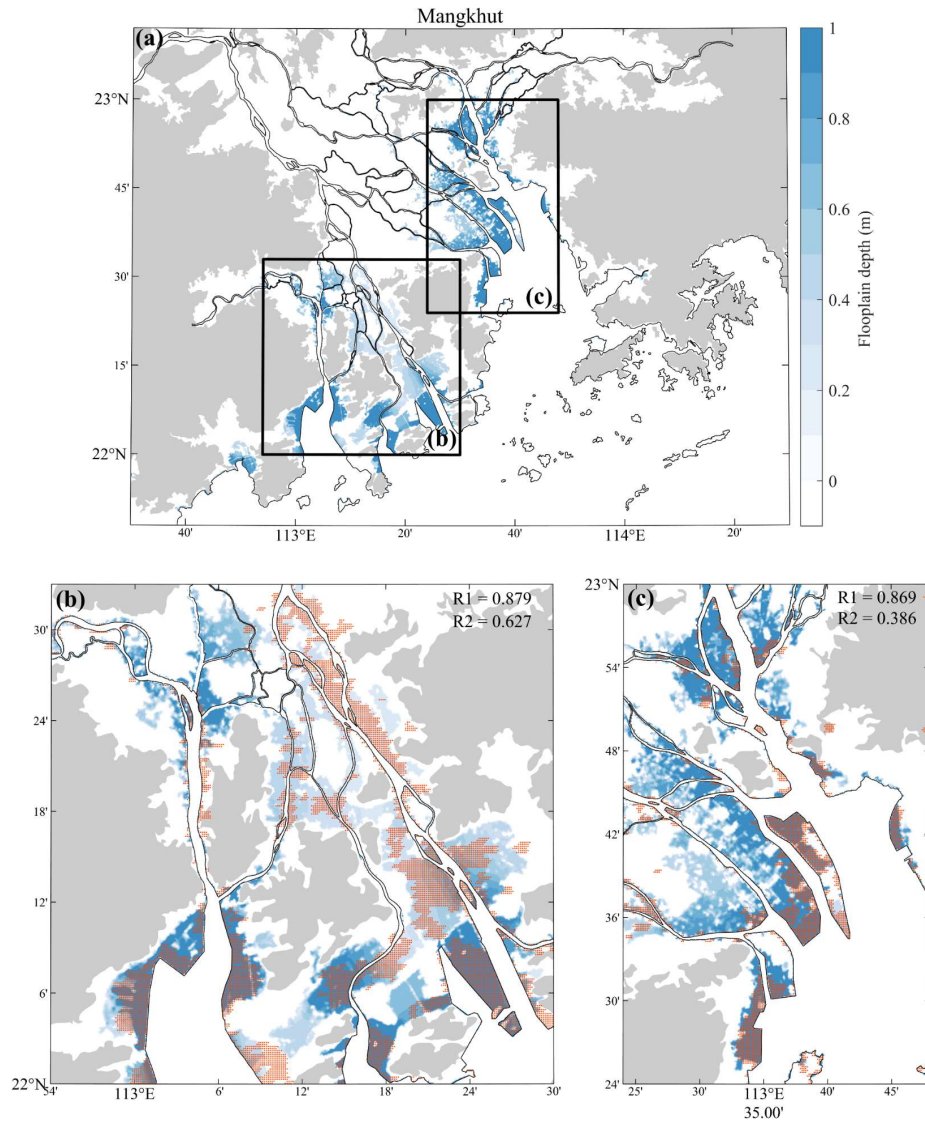 Mangkhut
(a)
23°N
45'
30'
15'
22°N
40'
113°E
20'
40'
114°E
20'
(c)
(b)
1
0.8
0.6
0.4
0.2
0
Flooplain depth (m)
(b)
R1 = 0.879
R2 = 0.627
30'
24'
18'
12'
6'
22°N
54'
113°E
6'
12'
18'
24'
30'
(c)
R1 = 0.869
R2 = 0.386
23°N
54'
48'
42'
36'
30'
24'
25'
30'
113°E
35.00'
40'
45'